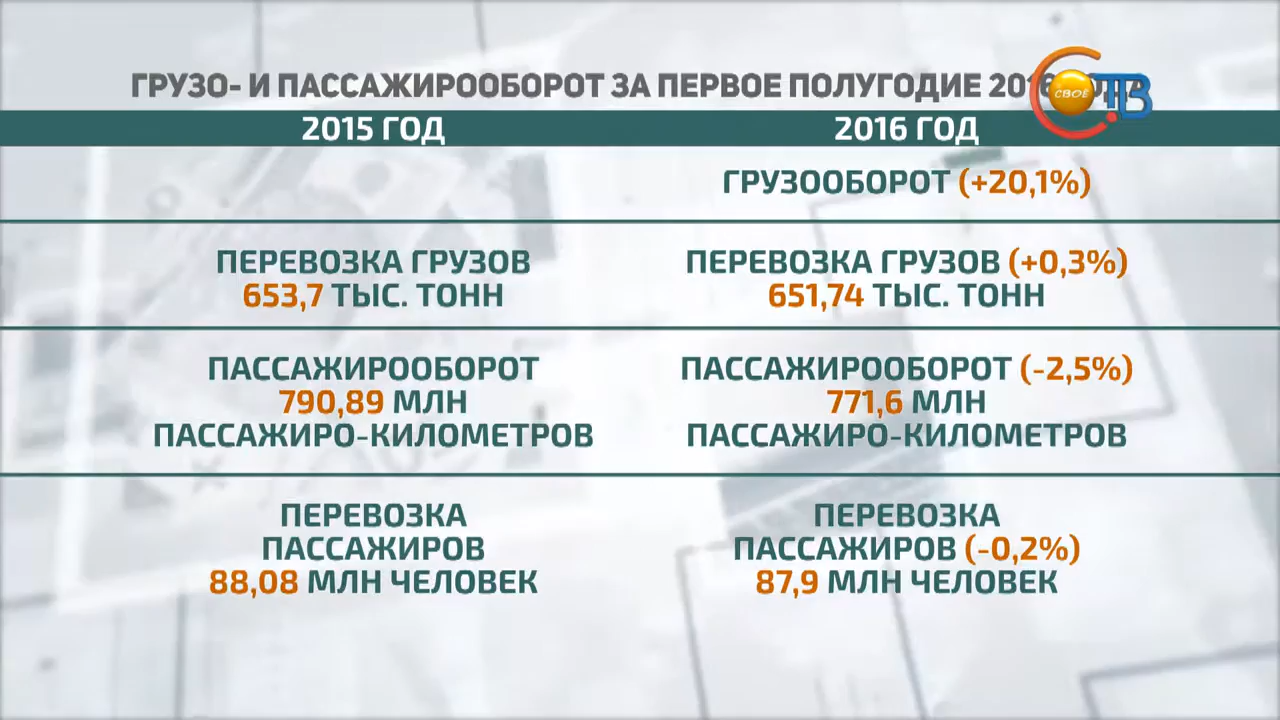 ГРУЗО- И ПАССАЖИРООБОРОТ ЗА ПЕРВОЕ ПОЛУГОДИЕ
СВОЁ ТВ
2015 ГОД
2016 ГОД
ГРУЗООБОРОТ (+20,1%)
ПЕРЕВОЗКА ГРУЗОВ
653,7 ТЫС. ТОНН
ПЕРЕВОЗКА ГРУЗОВ (+0,3%)
651,74 ТЫС. ТОНН
ПАССАЖИРООБОРОТ
790,89 МЛН
ПАССАЖИРО-КИЛОМЕТРОВ
ПАССАЖИРООБОРОТ (-2,5%)
771,6 МЛН
ПАССАЖИРО-КИЛОМЕТРОВ
ПЕРЕВОЗКА
ПАССАЖИРОВ
88,08 МЛН ЧЕЛОВЕК
ПЕРЕВОЗКА
ПАССАЖИРОВ (-0,2%)
87,9 МЛН ЧЕЛОВЕК